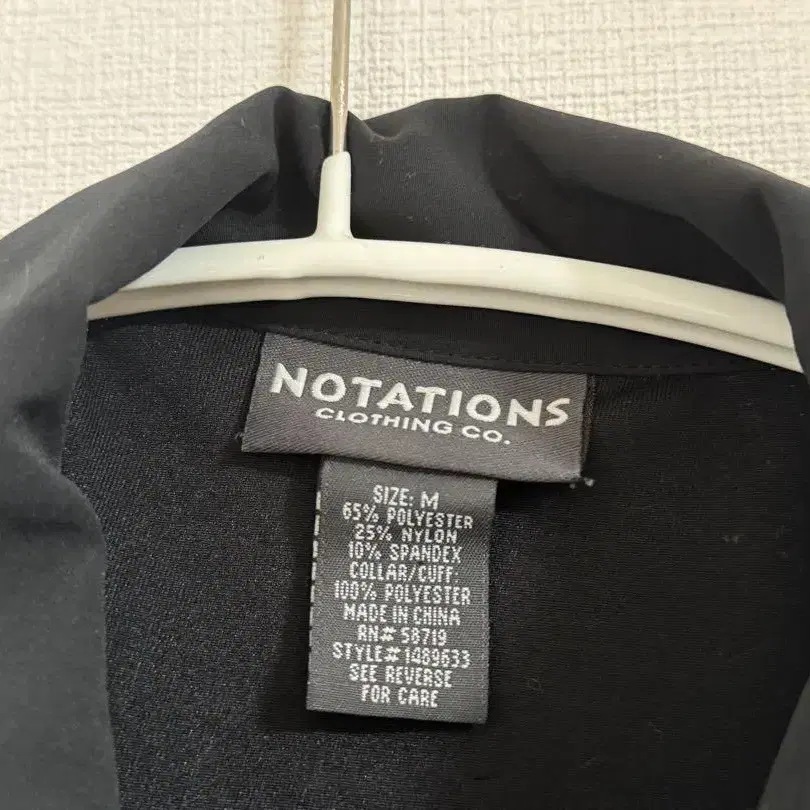 NOTATIONS
CLOTHING CO.
SIZE: M
65% POLYESTER
25% NYLON
10% SPANDEX
COLLAR/CUFF:
100% POLYESTER
MADE IN CHINA
RN# 58719
STYLE# 1489633
SEE REVERSE
FOR CARE